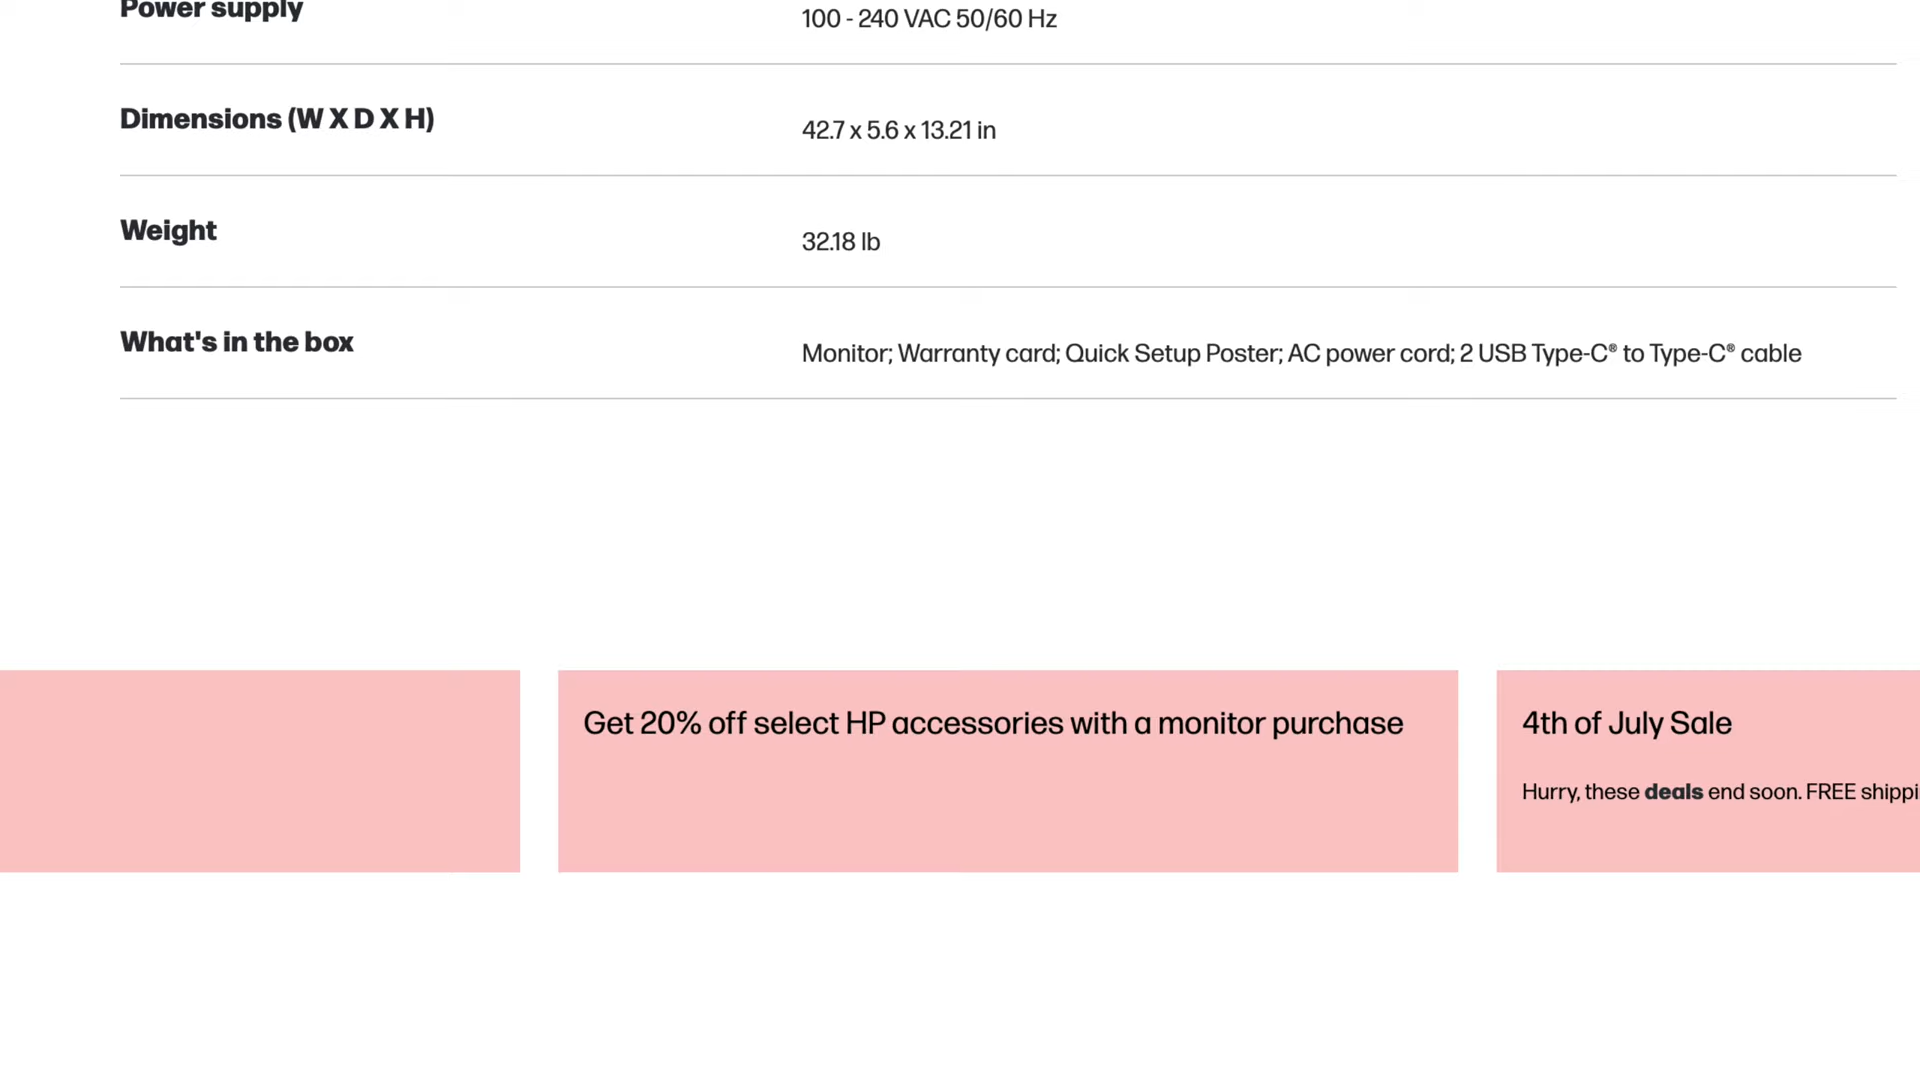 Power supply
100 - 240 VAC 50/60 Hz
Dimensions (W X D X H)
42.7 x 5.6 x 13.21 in
Weight
32.18 lb
What's in the box
Monitor; Warranty card; Quick Setup Poster; AC power cord; 2 USB Type-C® to Type-C® cable
Get 20% off select HP accessories with a monitor purchase
4th of July Sale
Hurry, these deals end soon. FREE shippi